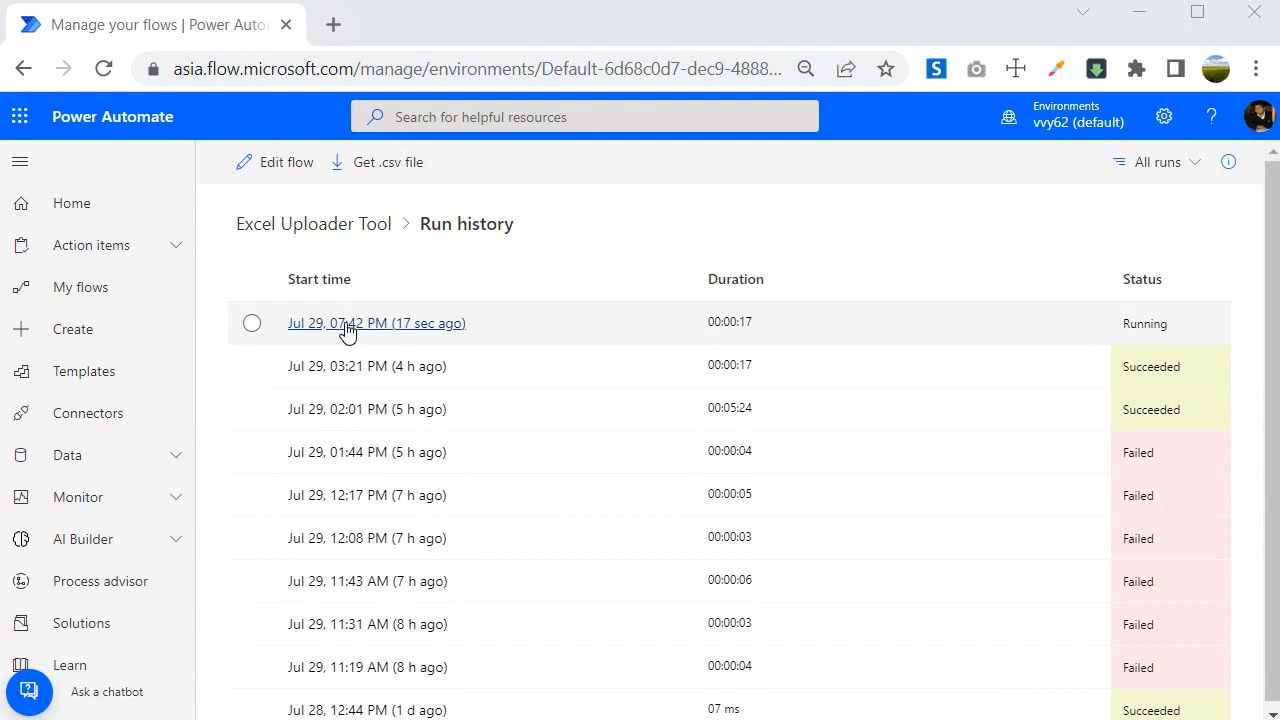 Manage your flows | Power Auto
asia.flow.microsoft.com/manage/environments/Default-6d68c0d7-dec9-4888...
S
Power Automate
Search for helpful resources
Environments
vvy62 (default)
?
Edit flow
Get .csv file
All runs
Home
Action items
My flows
Create
Templates
Connectors
Data
Monitor
AI Builder
Process advisor
Solutions
Learn
Ask a chatbot
Excel Uploader Tool > Run history
Start time Duration Status
Jul 29, 07:42 PM (17 sec ago) 00:00:17 Running
Jul 29, 03:21 PM (4 h ago) 00:00:17 Succeeded
Jul 29, 02:01 PM (5 h ago) 00:05:24 Succeeded
Jul 29, 01:44 PM (5 h ago) 00:00:04 Failed
Jul 29, 12:17 PM (7 h ago) 00:00:05 Failed
Jul 29, 12:08 PM (7 h ago) 00:00:03 Failed
Jul 29, 11:43 AM (7 h ago) 00:00:06 Failed
Jul 29, 11:31 AM (8 h ago) 00:00:03 Failed
Jul 29, 11:19 AM (8 h ago) 00:00:04 Failed
Jul 28, 12:44 PM (1 d ago) 07 ms Succeeded